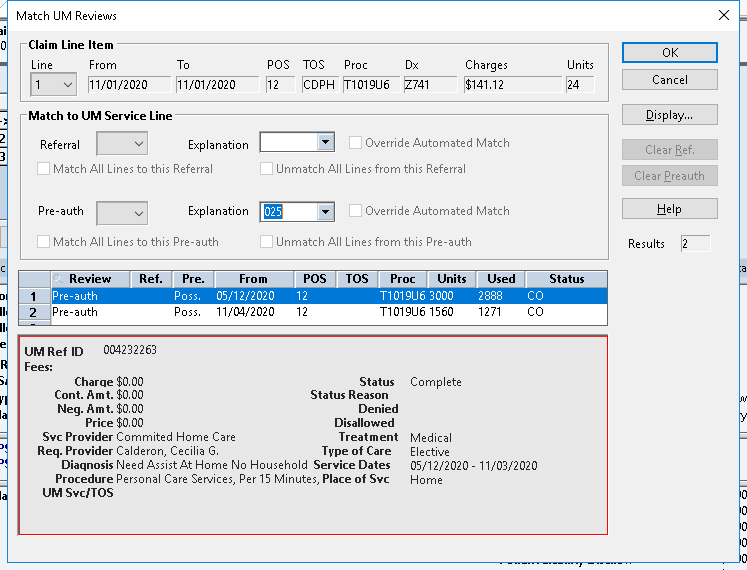 Match UM Reviews
Claim Line Item
Line From To POS TOS Proc Dx Charges Units
1 11/01/2020 11/01/2020 12 CDPH T1019U6 Z741 $141.12 24
OK
Cancel
Display...
Clear Ref.
Clear Preauth
Help
Results 2
Match to UM Service Line
Referral Explanation Override Automated Match
Match All Lines to this Referral Unmatch All Lines from this Referral
Pre-auth Explanation 025 Override Automated Match
Match All Lines to this Pre-auth Unmatch All Lines from this Pre-auth
Review Ref. Pre. From POS TOS Proc Units Used Status
1 Pre-auth Poss. 05/12/2020 12 T1019U6 3000 2888 CO
2 Pre-auth Poss. 11/04/2020 12 T1019U6 1560 1271 CO
UM Ref ID 004232263
Fees:
Charge $0.00 Status Complete
Cont. Amt. $0.00 Status Reason
Neg. Amt. $0.00 Denied
Price $0.00 Disallowed
Svc Provider Commited Home Care Treatment Medical
Req. Provider Calderon, Cecilia G. Type of Care Elective
Diagnosis Need Assist At Home No Household Service Dates 05/12/2020 - 11/03/2020
Procedure Personal Care Services, Per 15 Minutes, Place of Svc Home
UM Svc/TOS